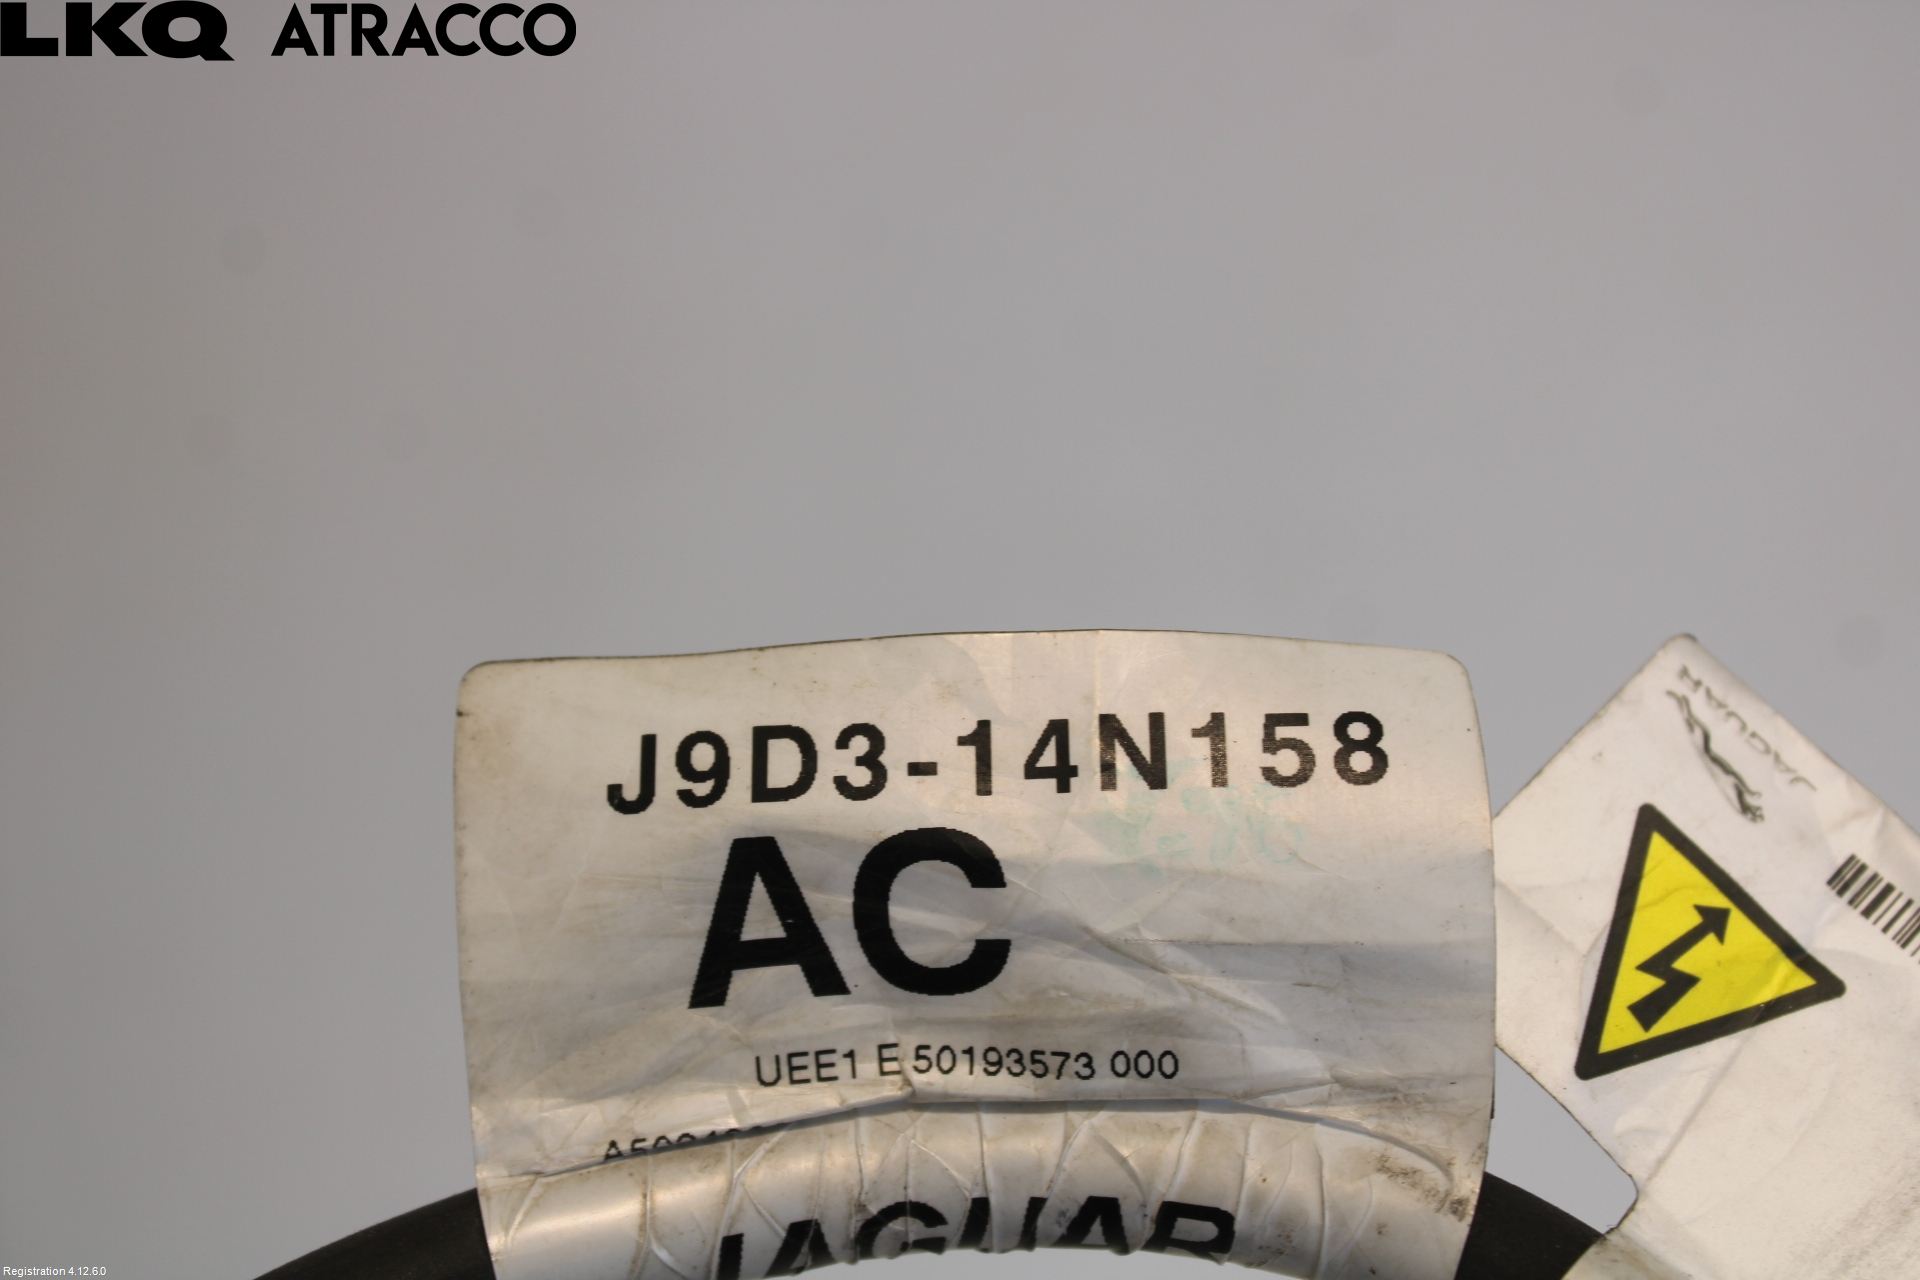 LKQ ATRACCO
J9D3-14N158
AC
UEE1 E 50193573 000
JAGUAR
JAGUAR
Registration 4.12.6.0